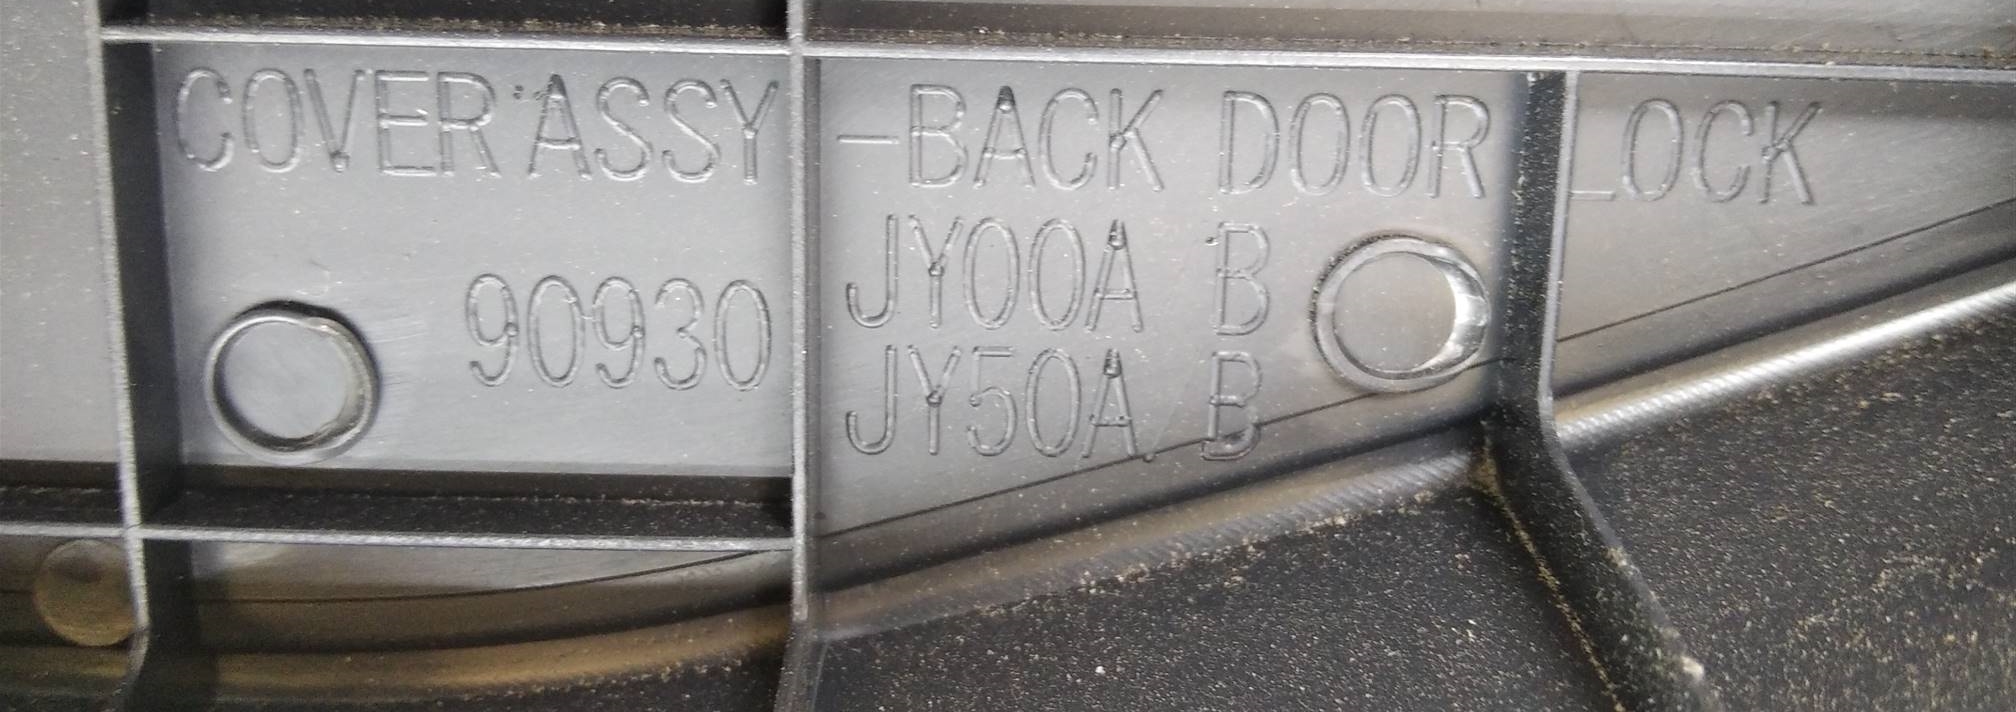 COVER ASSY -BACK DOOR LOCK
90930 JY00A B
JY50A/B